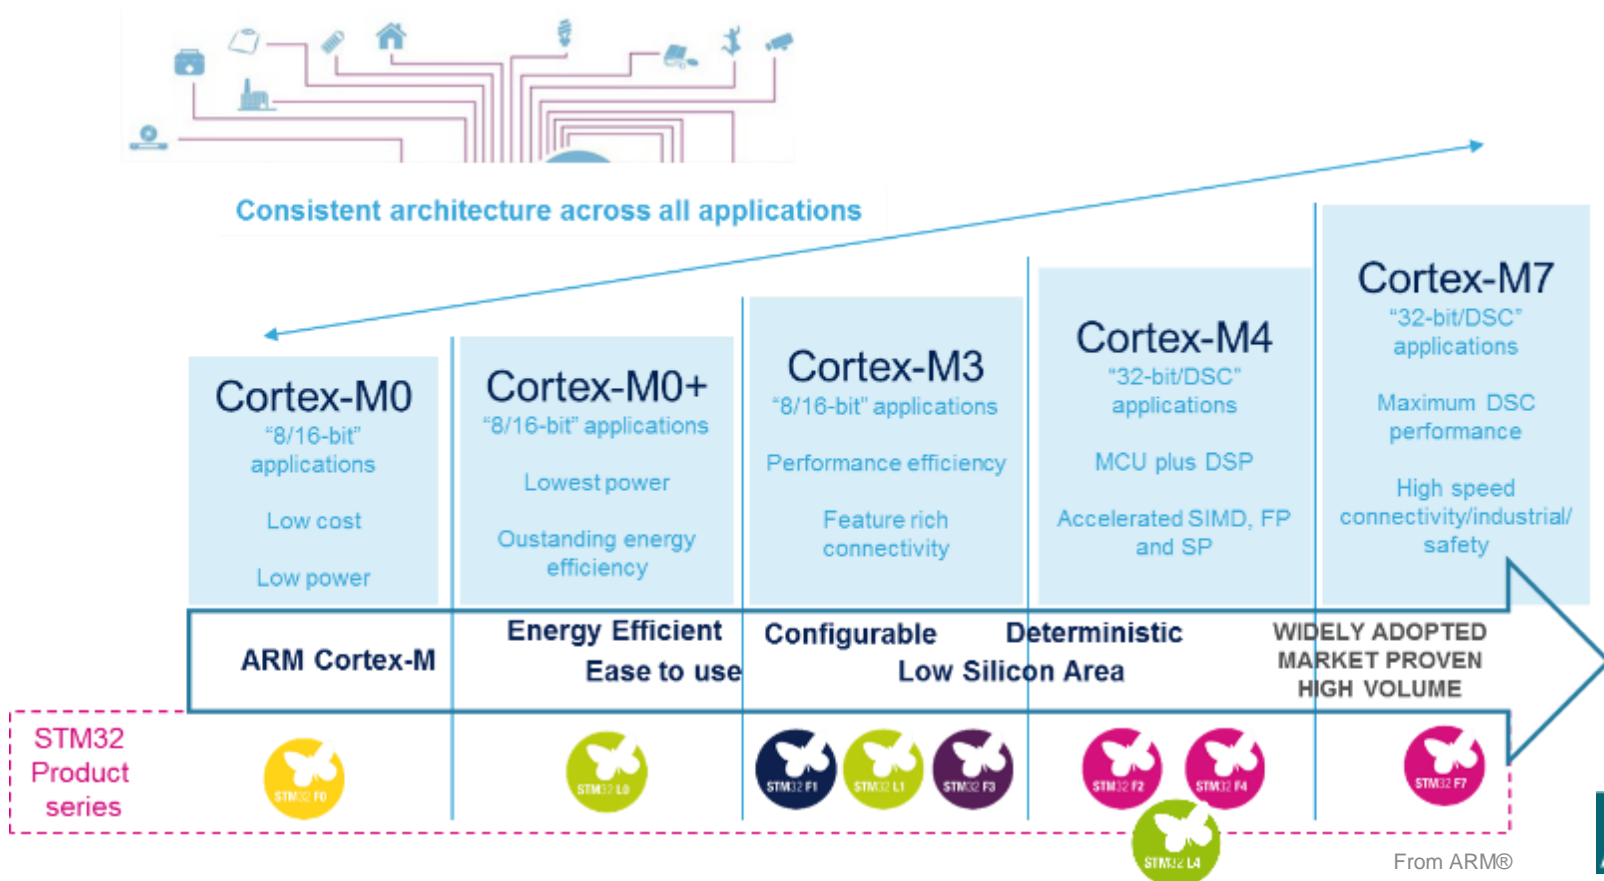 Consistent architecture across all applications
Cortex-M0
"8/16-bit"
applications
Low cost
Low power
Cortex-M0+
"8/16-bit" applications
Lowest power
Oustanding energy
efficiency
Cortex-M3
"8/16-bit" applications
Performance efficiency
Feature rich
connectivity
Cortex-M4
"32-bit/DSC"
applications
MCU plus DSP
Accelerated SIMD, FP
and SP
Cortex-M7
"32-bit/DSC"
applications
Maximum DSC
performance
High speed
connectivity/industrial/
safety
ARM Cortex-M
Energy Efficient
Ease to use
Configurable
Low Silicon Area
Deterministic
WIDELY ADOPTED
MARKET PROVEN
HIGH VOLUME
STM32
Product
series
STM32 F0
STM32 L0
STM32 F1
STM32 L1
STM32 F3
STM32 F2
STM32 F4
STM32 L4
STM32 F7
From ARM®